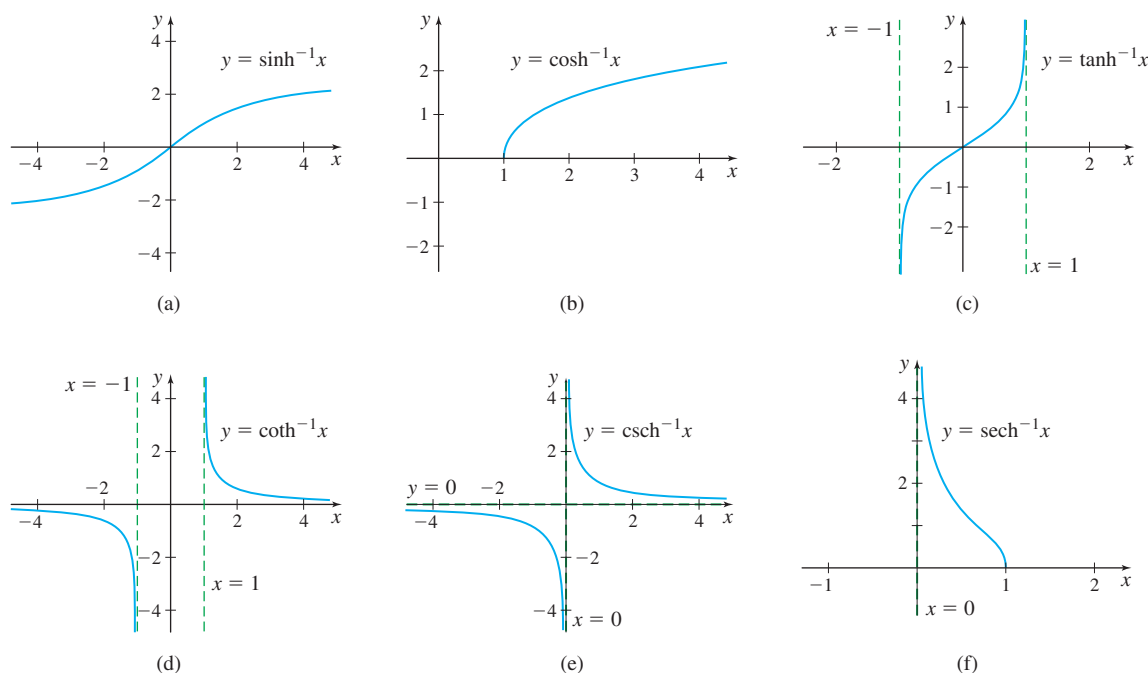 y
4
y = sinh⁻¹x
2
−4
−2
2
4
x
−2
−4
(a)
y
2
y = cosh⁻¹x
1
1
2
3
4
x
−1
−2
(b)
x = −1
y
y = tanh⁻¹x
2
1
−2
2
x
−1
−2
x = 1
(c)
x = −1
y
4
y = coth⁻¹x
2
−2
−4
2
4
x
−2
x = 1
−4
(d)
y
4
y = csch⁻¹x
2
y = 0
−2
−4
2
4
x
−2
−4
x = 0
(e)
y
4
y = sech⁻¹x
2
−1
1
2
x
x = 0
(f)